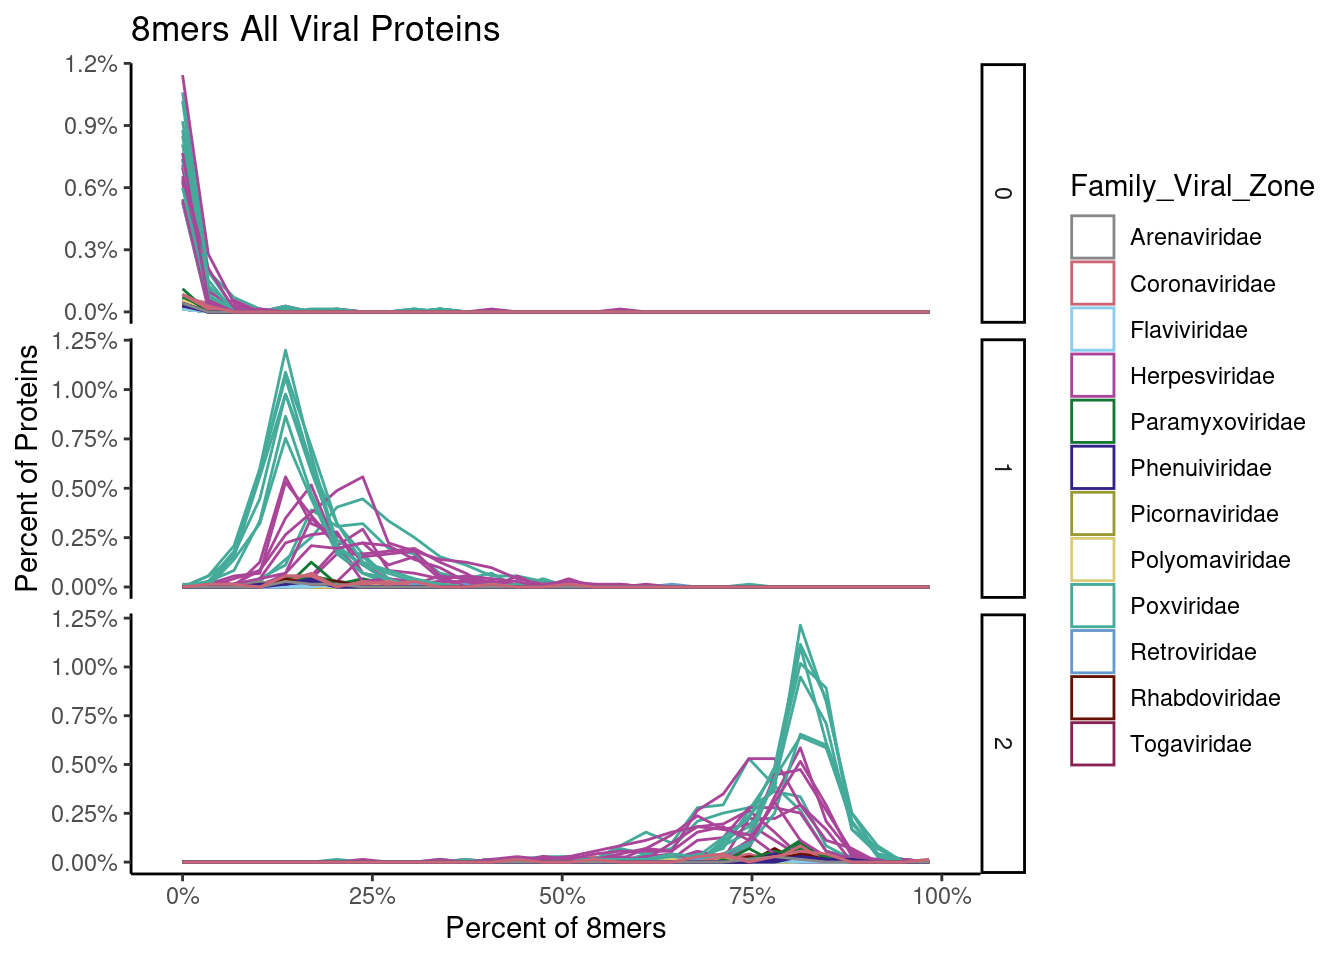 8mers All Viral Proteins
1.2%
0.9%
0.6%
0.3%
0.0%
0
1.25%
1.00%
0.75%
0.50%
0.25%
0.00%
1
1.25%
1.00%
0.75%
0.50%
0.25%
0.00%
2
0%
25%
50%
75%
100%
Percent of 8mers
Percent of Proteins
Family_Viral_Zone
Arenaviridae
Coronaviridae
Flaviviridae
Herpesviridae
Paramyxoviridae
Phenuiviridae
Picornaviridae
Polyomaviridae
Poxviridae
Retroviridae
Rhabdoviridae
Togaviridae